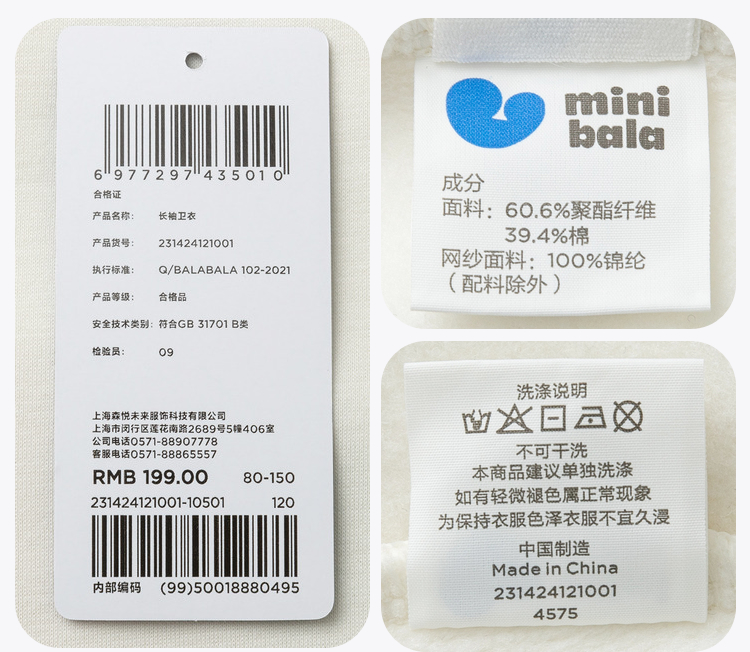 6 977297 435010
合格证
产品名称： 长袖卫衣
产品货号： 231424121001
执行标准： Q/BALABALA 102-2021
产品等级： 合格品
安全技术类别： 符合GB 31701 B类
检验员： 09
上海森悦未来服饰科技有限公司
上海市闵行区莲花南路2689号5幢406室
公司电话0571-88907778
客服电话0571-88865557
RMB 199.00 80-150
231424121001-10501 120
内部编码 (99)50018880495
mini
bala
成分
面料：60.6%聚酯纤维
39.4%棉
网纱面料：100%锦纶
（配料除外）
洗涤说明
不可干洗
本商品建议单独洗涤
如有轻微褪色属正常现象
为保持衣服色泽衣服不宜久浸
中国制造
Made in China
231424121001
4575